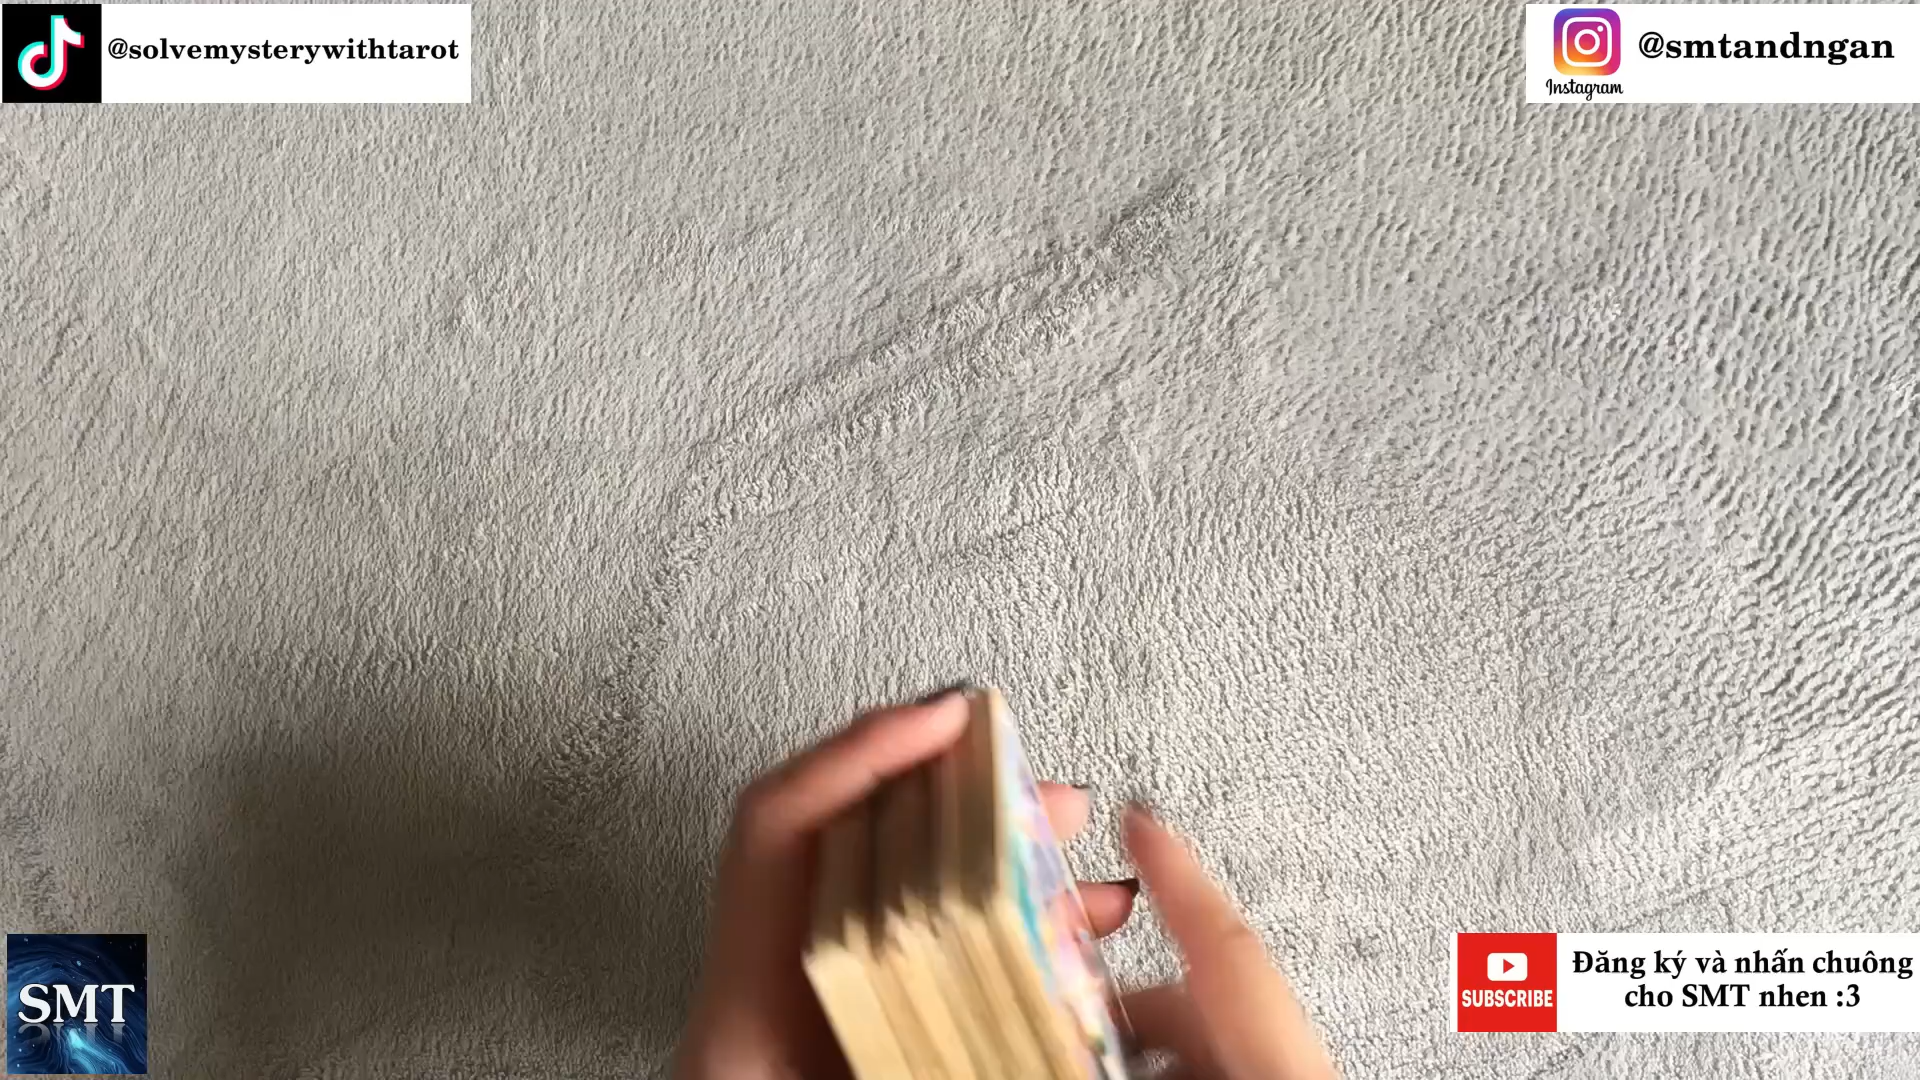 @solvemysterywithtarot
@smtandngan
Instagram
SMT
SUBSCRIBE
Đăng ký và nhấn chuông
cho SMT nhen :3